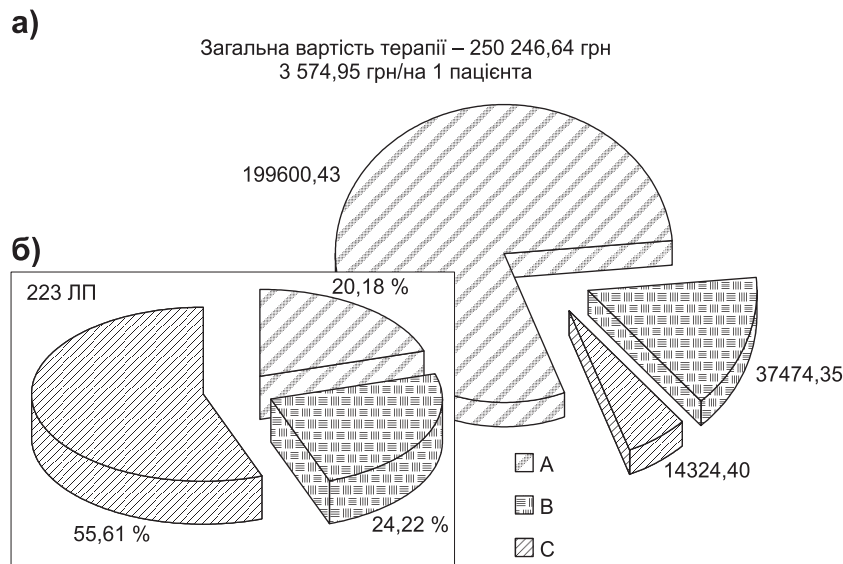 а)
Загальна вартість терапії – 250 246,64 грн
3 574,95 грн/на 1 пацієнта
199600,43
37474,35
14324,40
б)
223 ЛП
20,18 %
24,22 %
55,61 %
A
B
C